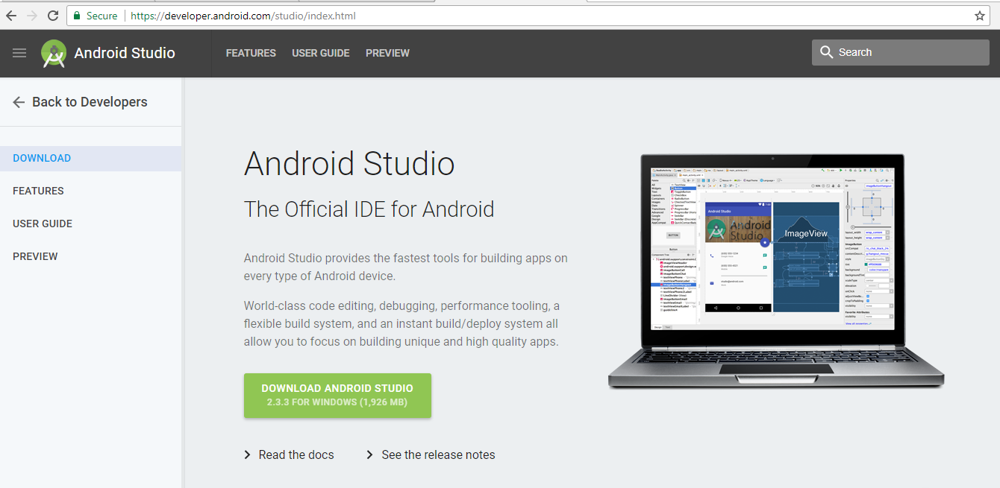 Secure
https://developer.android.com/studio/index.html
Android Studio
FEATURES
USER GUIDE
PREVIEW
Search
Back to Developers
DOWNLOAD
FEATURES
USER GUIDE
PREVIEW
Android Studio
The Official IDE for Android
Android Studio provides the fastest tools for building apps on
every type of Android device.
World-class code editing, debugging, performance tooling, a
flexible build system, and an instant build/deploy system all
allow you to focus on building unique and high quality apps.
DOWNLOAD ANDROID STUDIO
2.3.3 FOR WINDOWS (1,926 MB)
Read the docs
See the release notes
Android Studio
Android
Studio
ImageView